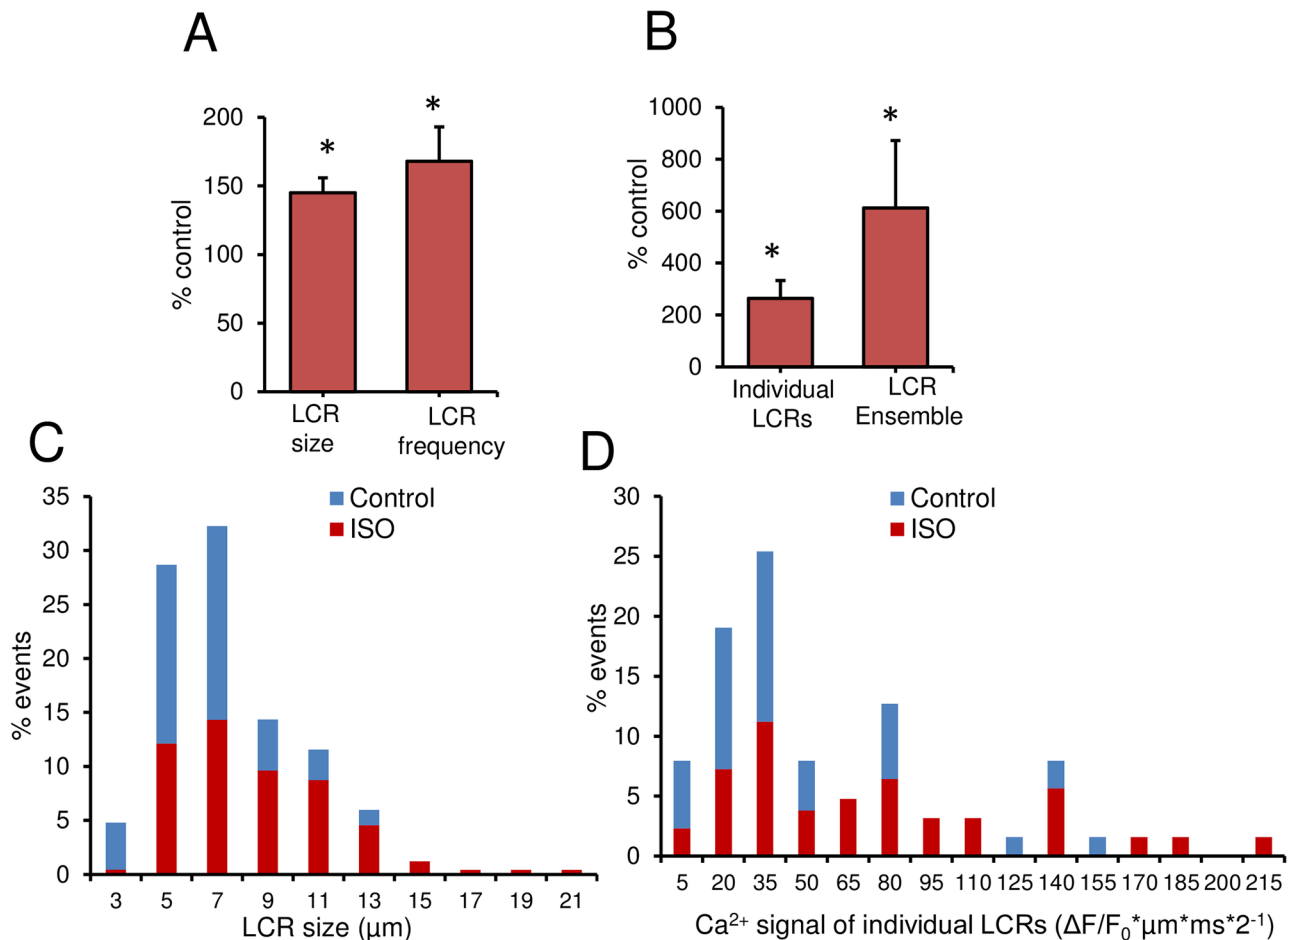 A
B
200
150
100
50
0
% control
*
*
LCR
size
LCR
frequency
1000
800
600
400
200
0
% control
*
*
Individual
LCRs
LCR
Ensemble
C
D
35
30
25
20
15
10
5
0
% events
Control
ISO
3 5 7 9 11 13 15 17 19 21
LCR size (µm)
30
25
20
15
10
5
0
% events
Control
ISO
5 20 35 50 65 80 95 110 125 140 155 170 185 200 215
Ca²⁺ signal of individual LCRs (ΔF/F₀*µm*ms*2⁻¹)